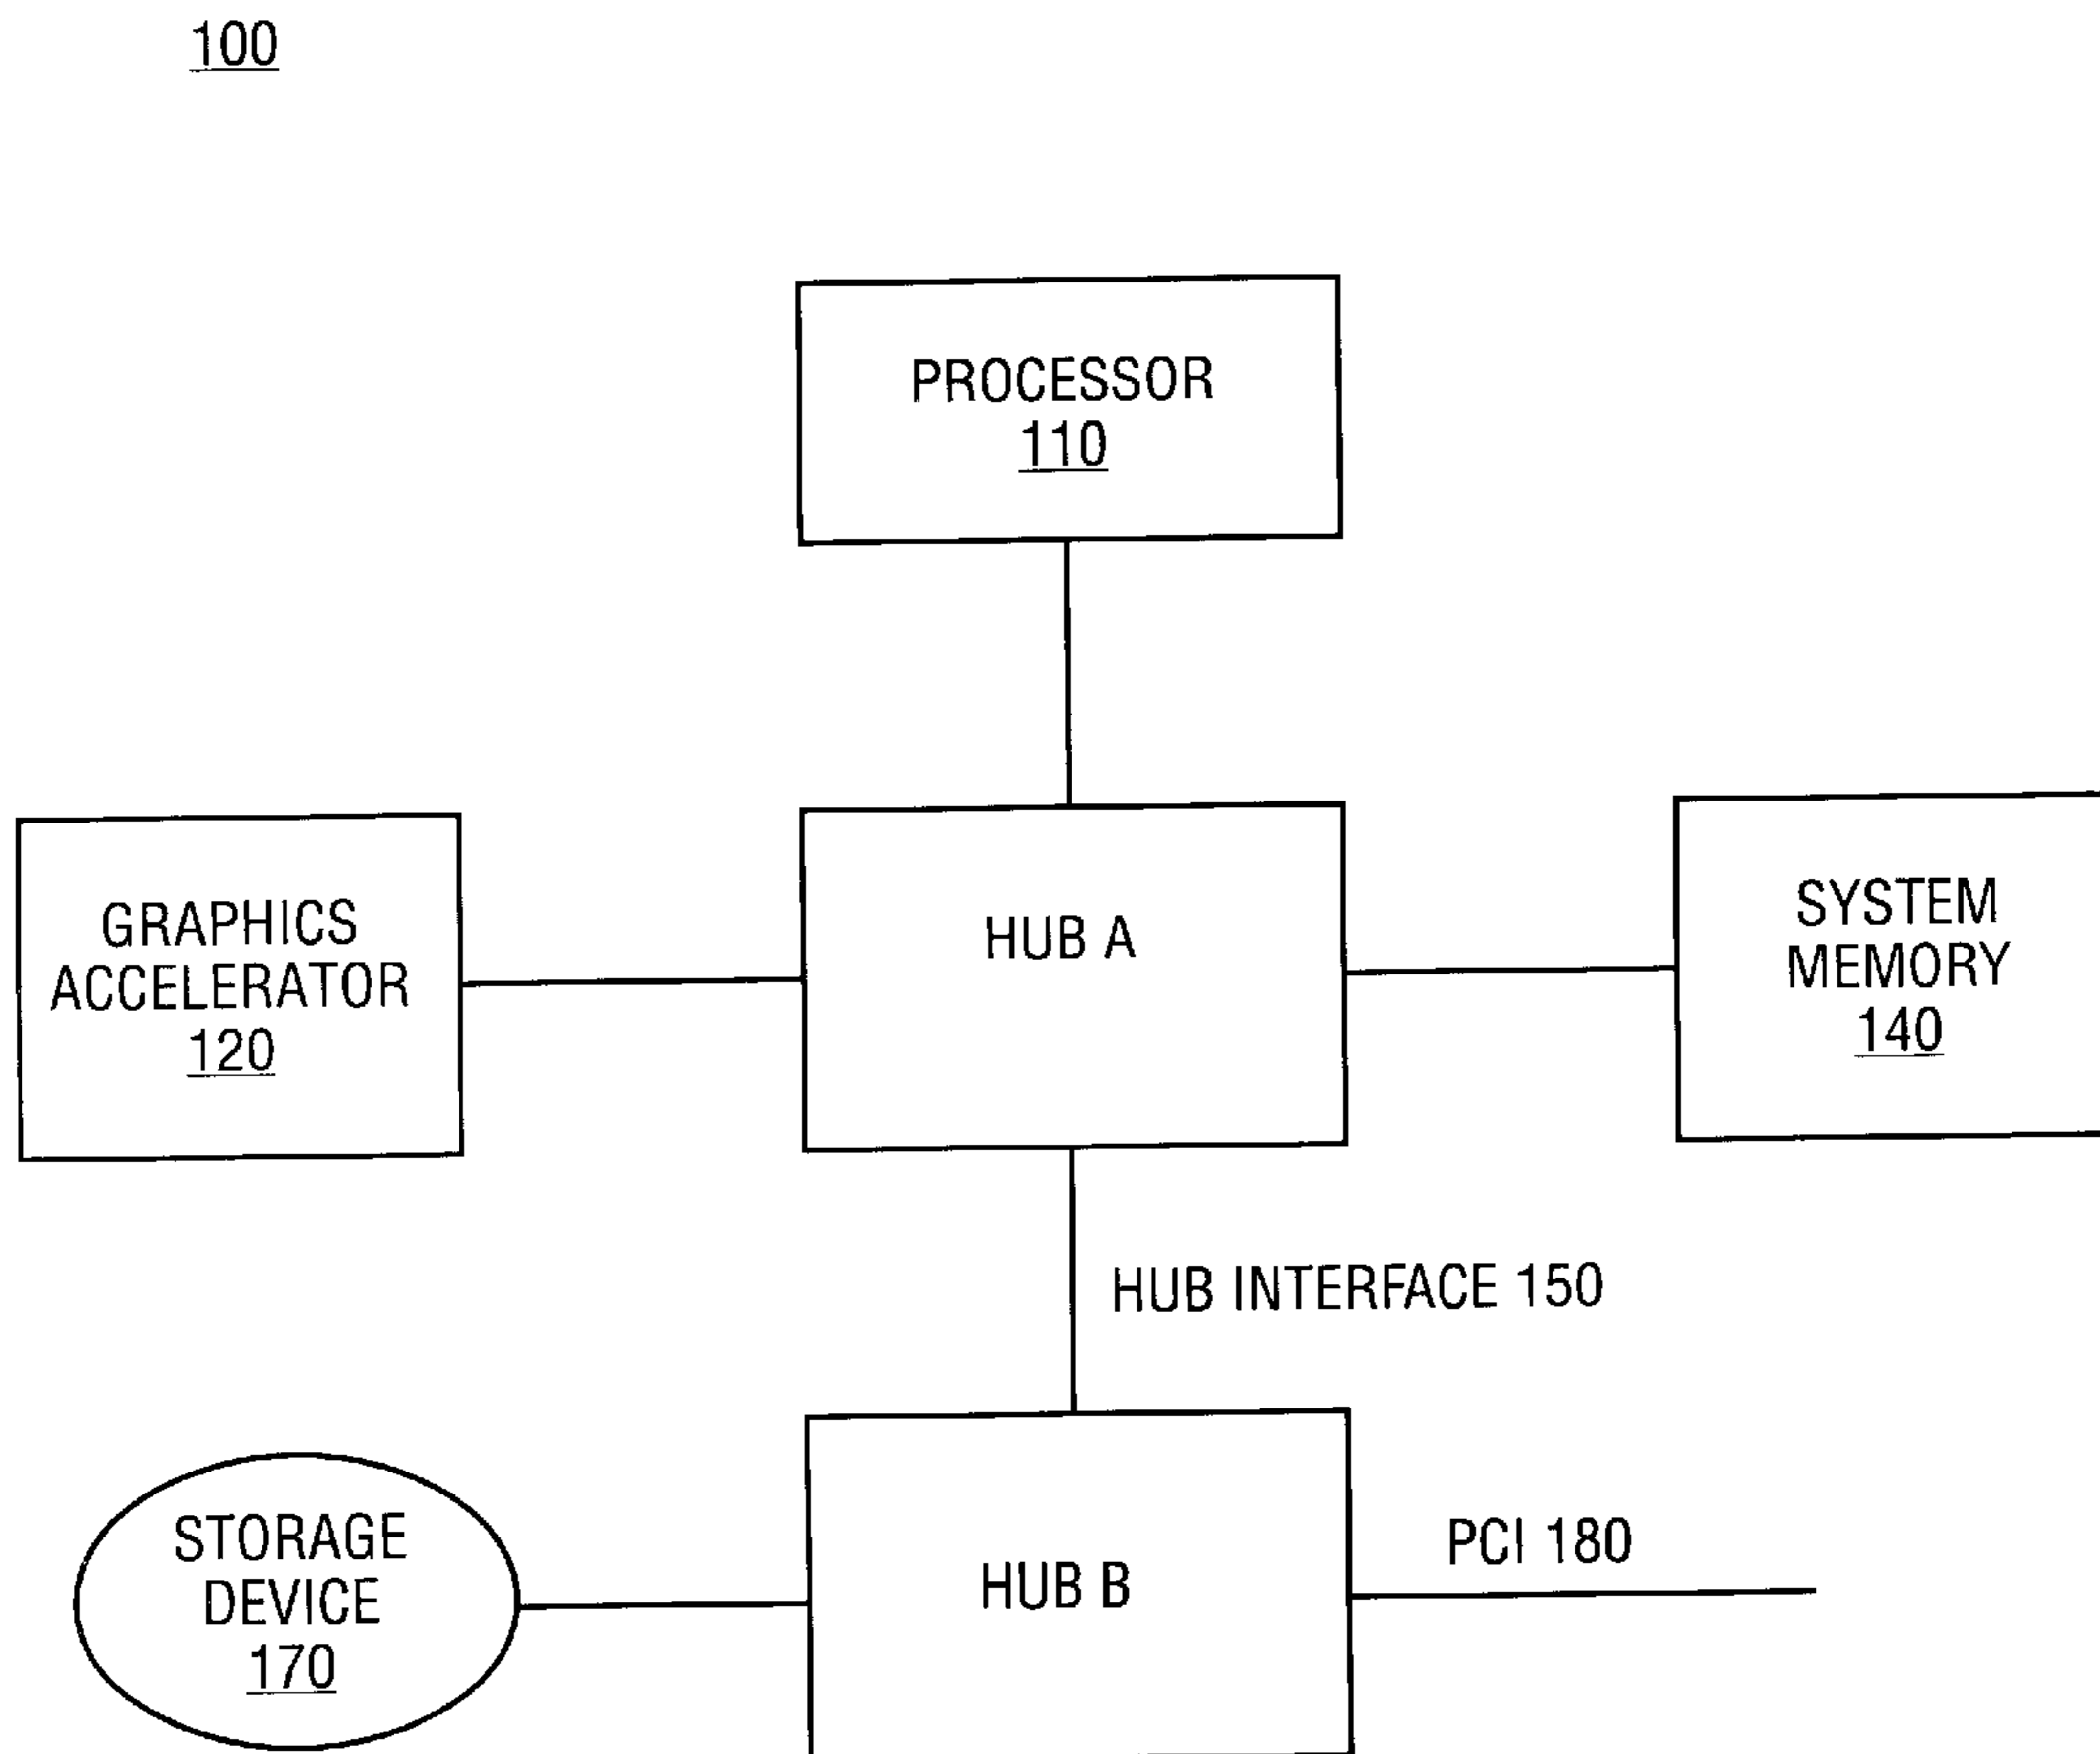 100
PROCESSOR
110
GRAPHICS
ACCELERATOR
120
HUB A
SYSTEM
MEMORY
140
HUB INTERFACE 150
STORAGE
DEVICE
170
HUB B
PCI 180